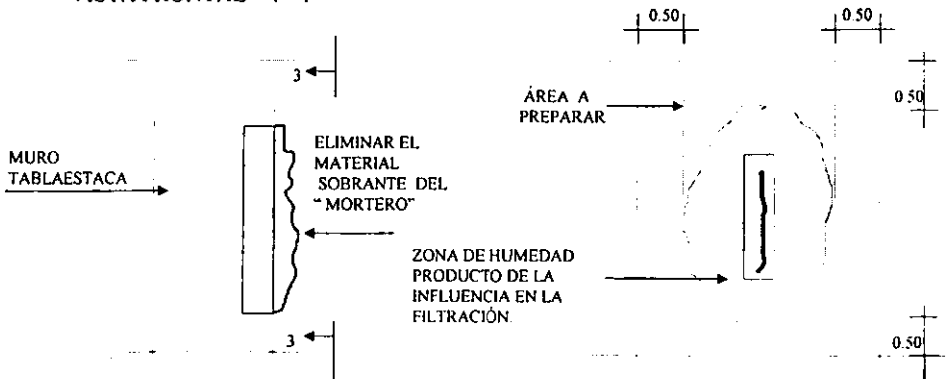 0.50
0.50
3
0.50
ÁREA A
PREPARAR
ELIMINAR EL
MATERIAL
SOBRANTE DEL
"MORTERO"
MURO
TABLAESTACA
ZONA DE HUMEDAD
PRODUCTO DE LA
INFLUENCIA EN LA
FILTRACIÓN.
3
0.50